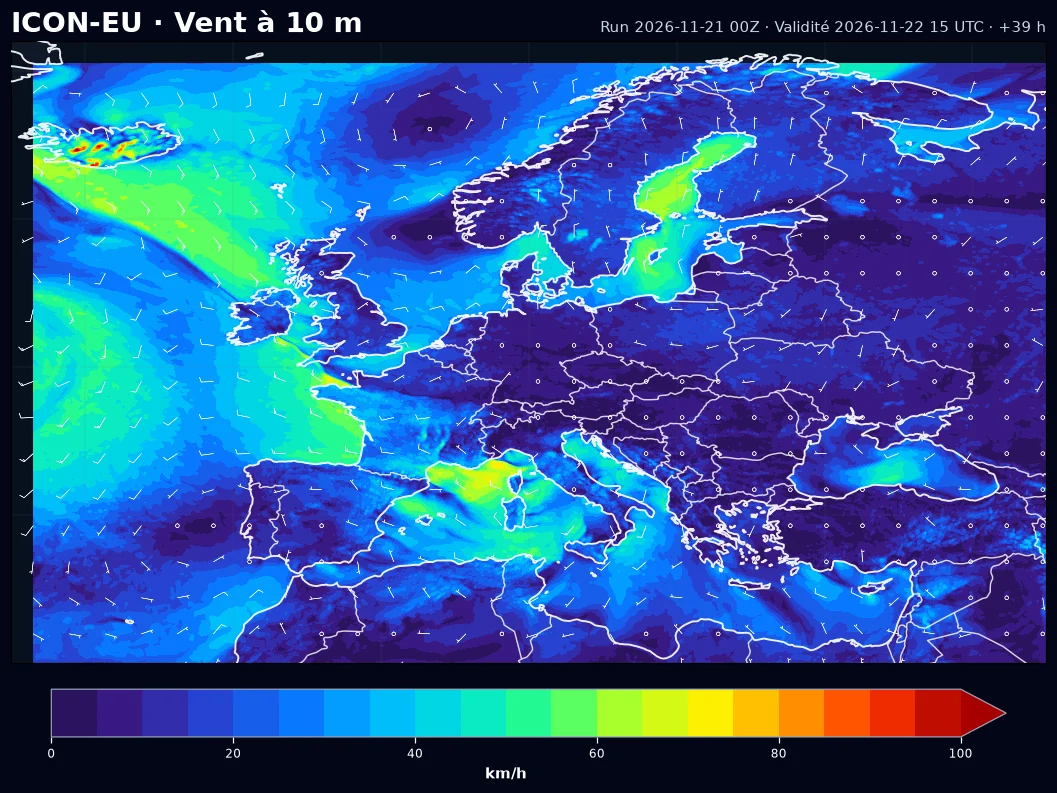 ICON-EU · Vent à 10 m
Run 2026-11-21 00Z · Validité 2026-11-22 15 UTC · +39 h
0 20 40 60 80 100
km/h